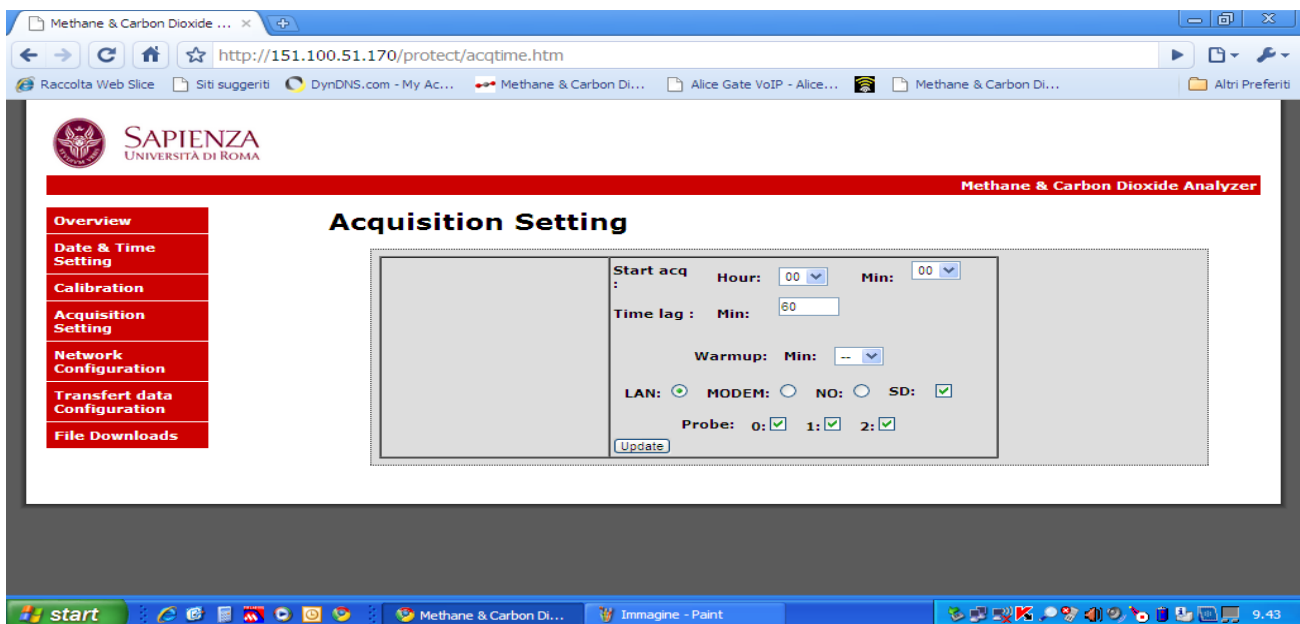 Methane & Carbon Dioxide ...
http://151.100.51.170/protect/acqtime.htm
Raccolta Web Slice Siti suggeriti DynDNS.com - My Ac... Methane & Carbon Di... Alice Gate VoIP - Alice... Methane & Carbon Di... Altri Preferiti
SAPIENZA
UNIVERSITÀ DI ROMA
Methane & Carbon Dioxide Analyzer
Overview
Date & Time
Setting
Calibration
Acquisition
Setting
Network
Configuration
Transfert data
Configuration
File Downloads
Acquisition Setting
Start acq : Hour: 00 Min: 00
Time lag : Min: 60
Warmup: Min: --
LAN: MODEM: NO: SD:
Probe: 0: 1: 2:
Update
start Methane & Carbon Di... Immagine - Paint 9.43